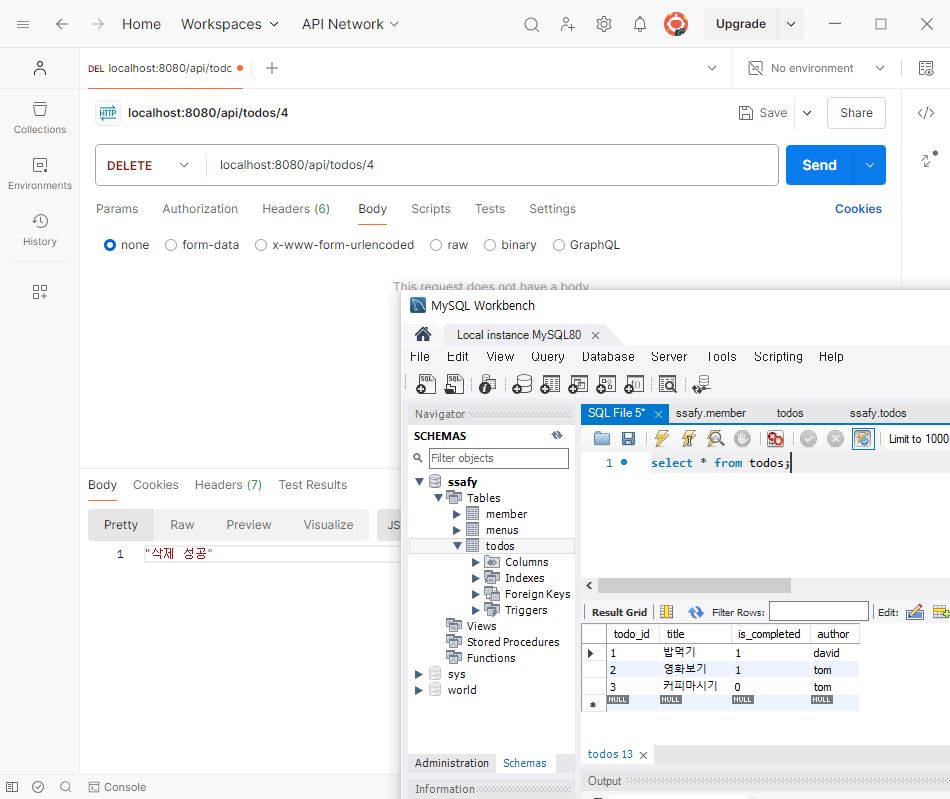 Home Workspaces API Network Upgrade
DEL localhost:8080/api/todc No environment
HTTP localhost:8080/api/todos/4 Save Share
Collections
DELETE localhost:8080/api/todos/4 Send
Environments
Params Authorization Headers (6) Body Scripts Tests Settings Cookies
History
none form-data x-www-form-urlencoded raw binary GraphQL
This request does not have a body
MySQL Workbench
Local instance MySQL80
File Edit View Query Database Server Tools Scripting Help
Navigator
SQL File 5* ssafy.member todos ssafy.todos
SCHEMAS
Limit to 1000
Filter objects
1 select * from todos;
ssafy
Tables
member
menus
todos
Columns
Indexes
Foreign Keys
Triggers
Views
Stored Procedures
Functions
sys
world
Body Cookies Headers (7) Test Results
Pretty Raw Preview Visualize JS
1 "삭제 성공"
Result Grid Filter Rows: Edit:
todo_id title is_completed author
1 밥먹기 1 david
2 영화보기 1 tom
3 커피마시기 0 tom
NULL NULL NULL NULL
todos 13
Administration Schemas
Output
Information
Console